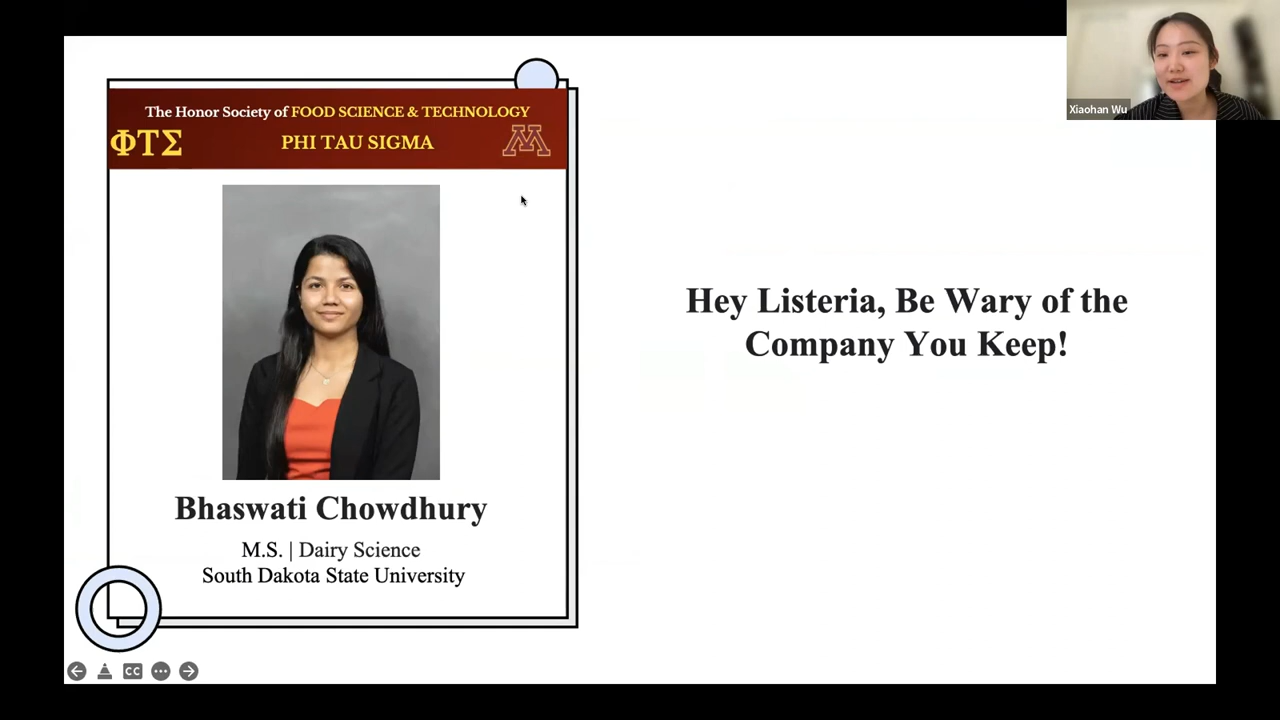 The Honor Society of FOOD SCIENCE & TECHNOLOGY
ΦΤΣ
PHI TAU SIGMA
M
Bhaswati Chowdhury
M.S. | Dairy Science
South Dakota State University
Hey Listeria, Be Wary of the
Company You Keep!
Xiaohan Wu
CC